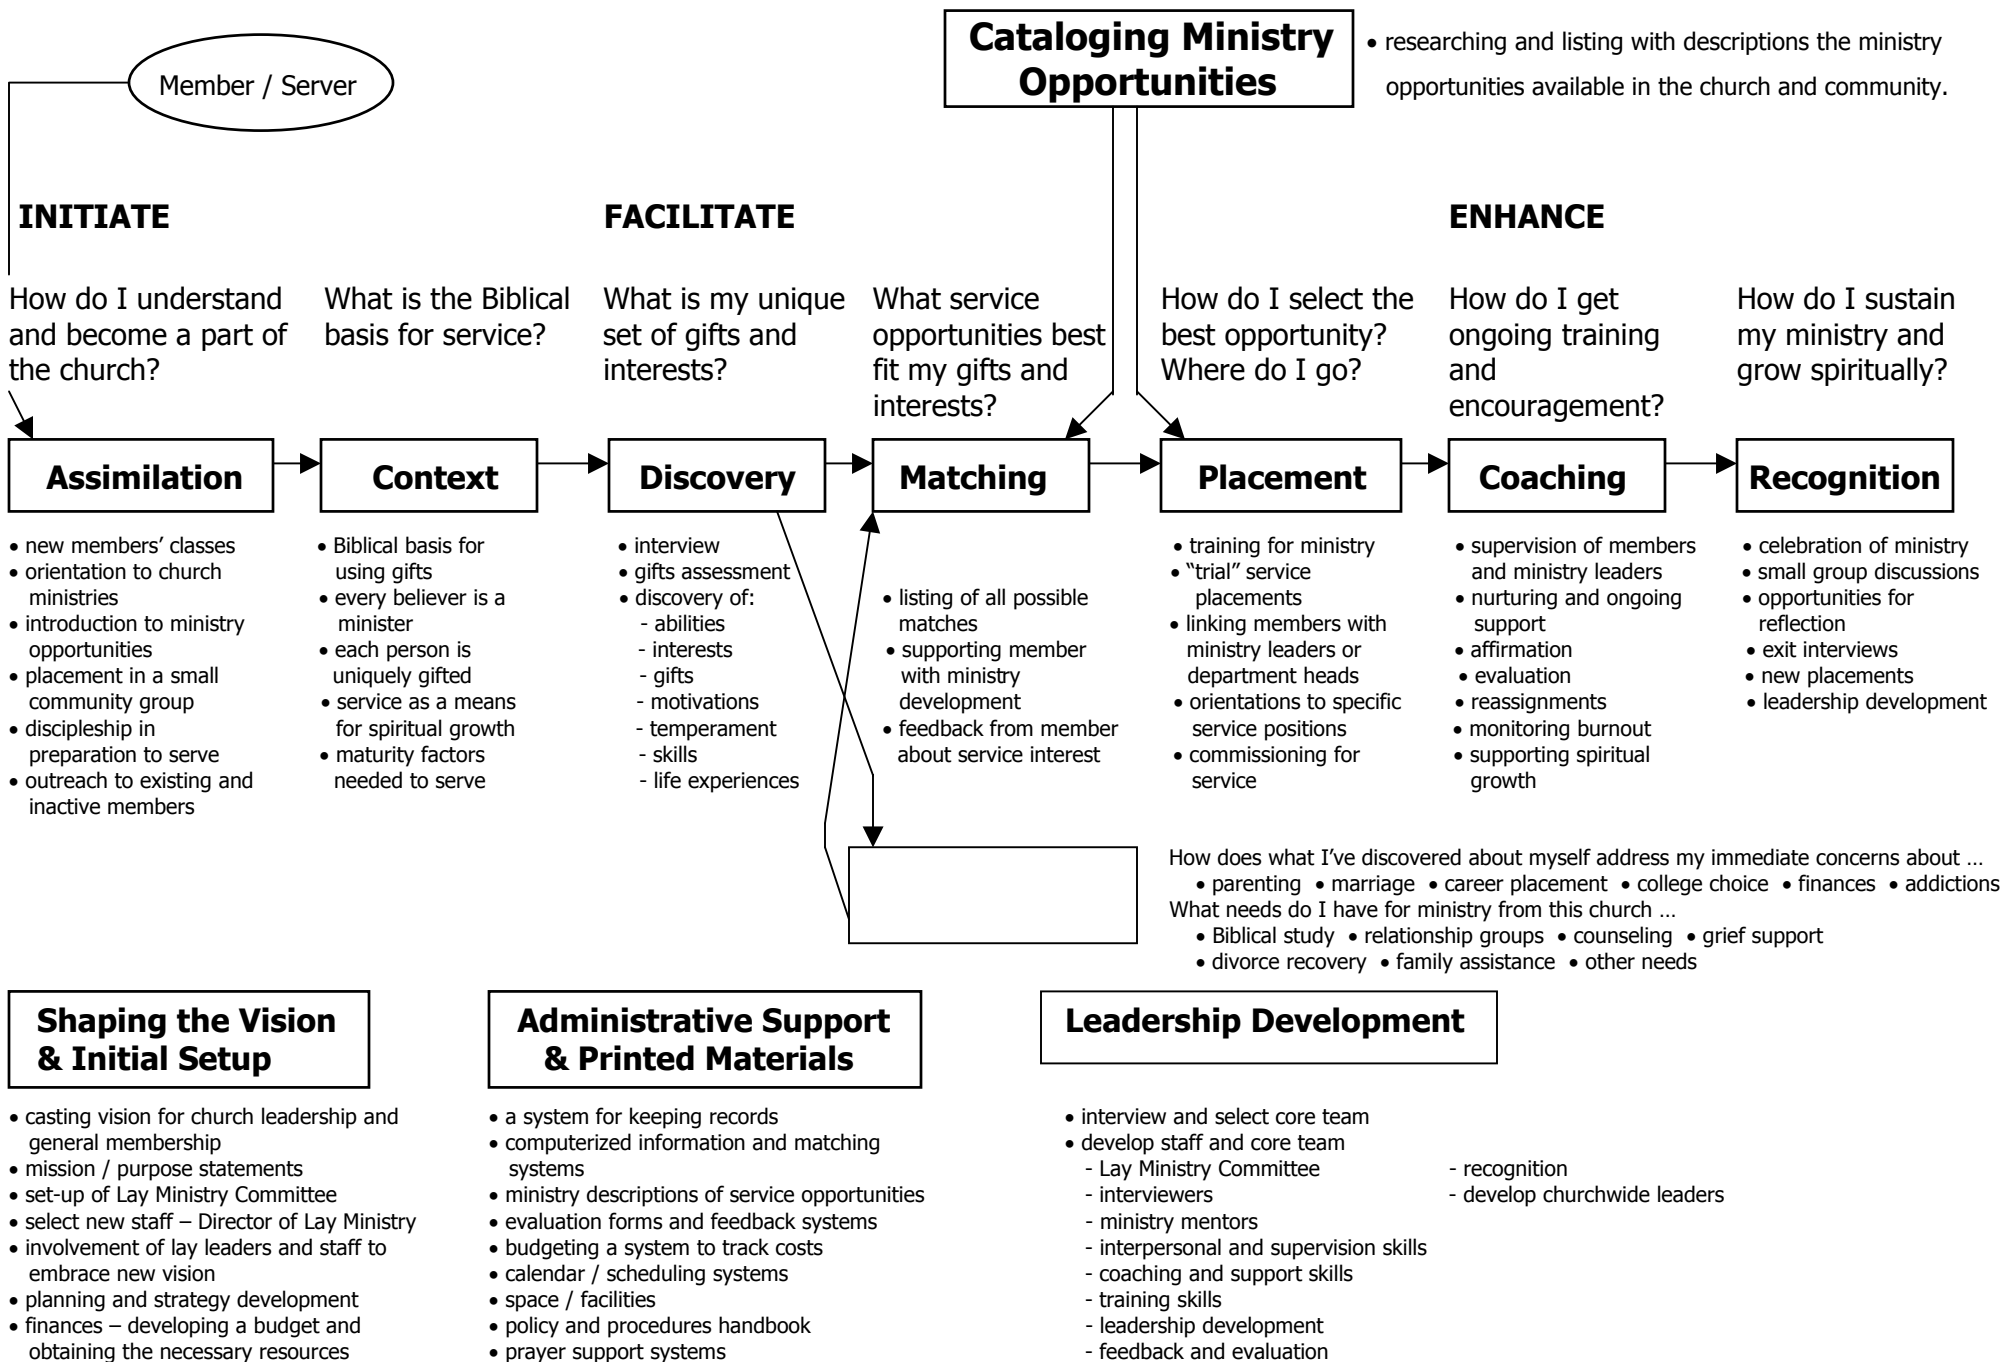 Cataloging Ministry
Opportunities
• researching and listing with descriptions the ministry
opportunities available in the church and community.
Member / Server
INITIATE
FACILITATE
ENHANCE
How do I understand
and become a part of
the church?
What is the Biblical
basis for service?
What is my unique
set of gifts and
interests?
What service
opportunities best
fit my gifts and
interests?
How do I select the
best opportunity?
Where do I go?
How do I get
ongoing training
and
encouragement?
How do I sustain
my ministry and
grow spiritually?
Assimilation
Context
Discovery
Matching
Placement
Coaching
Recognition
• new members’ classes
• orientation to church
ministries
• introduction to ministry
opportunities
• placement in a small
community group
• discipleship in
preparation to serve
• outreach to existing and
inactive members
• Biblical basis for
using gifts
• every believer is a
minister
• each person is
uniquely gifted
• service as a means
for spiritual growth
• maturity factors
needed to serve
• interview
• gifts assessment
• discovery of:
- abilities
- interests
- gifts
- motivations
- temperament
- skills
- life experiences
• listing of all possible
matches
• supporting member
with ministry
development
• feedback from member
about service interest
• training for ministry
• “trial” service
placements
• linking members with
ministry leaders or
department heads
• orientations to specific
service positions
• commissioning for
service
• supervision of members
and ministry leaders
• nurturing and ongoing
support
• affirmation
• evaluation
• reassignments
• monitoring burnout
• supporting spiritual
growth
• celebration of ministry
• small group discussions
• opportunities for
reflection
• exit interviews
• new placements
• leadership development
How does what I’ve discovered about myself address my immediate concerns about …
• parenting • marriage • career placement • college choice • finances • addictions
What needs do I have for ministry from this church …
• Biblical study • relationship groups • counseling • grief support
• divorce recovery • family assistance • other needs
Shaping the Vision
& Initial Setup
• casting vision for church leadership and
general membership
• mission / purpose statements
• set-up of Lay Ministry Committee
• select new staff – Director of Lay Ministry
• involvement of lay leaders and staff to
embrace new vision
• planning and strategy development
• finances – developing a budget and
obtaining the necessary resources
Administrative Support
& Printed Materials
• a system for keeping records
• computerized information and matching
systems
• ministry descriptions of service opportunities
• evaluation forms and feedback systems
• budgeting a system to track costs
• calendar / scheduling systems
• space / facilities
• policy and procedures handbook
• prayer support systems
Leadership Development
• interview and select core team
• develop staff and core team
- Lay Ministry Committee
- interviewers
- ministry mentors
- interpersonal and supervision skills
- coaching and support skills
- training skills
- leadership development
- feedback and evaluation
- recognition
- develop churchwide leaders